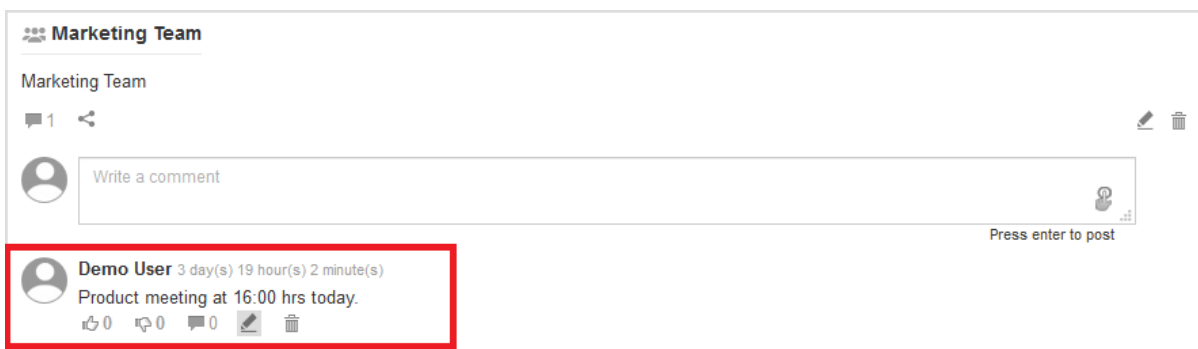 Marketing Team
Marketing Team
1
Write a comment
Press enter to post
Demo User 3 day(s) 19 hour(s) 2 minute(s)
Product meeting at 16:00 hrs today.
0 0 0